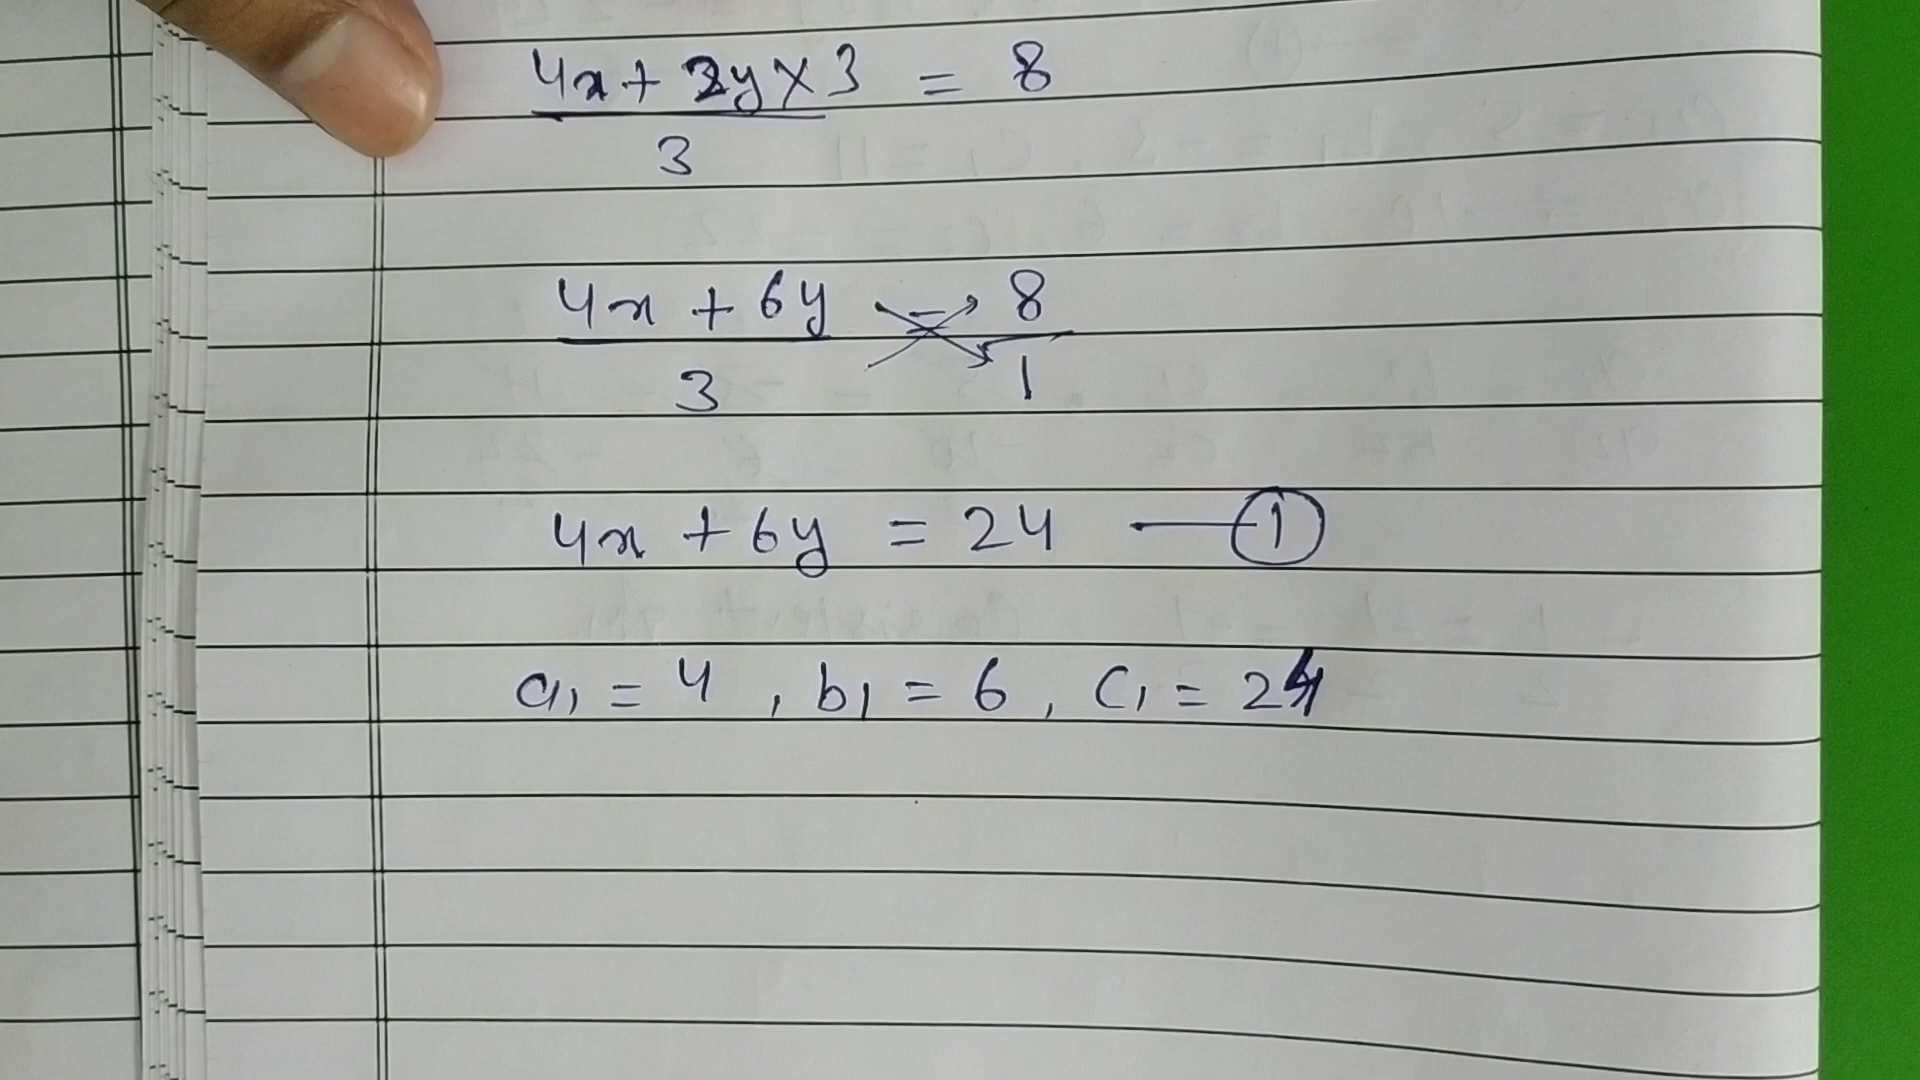 4x + 2y × 3 = 8
3
4x + 6y = 8
3 1
4x + 6y = 24 — ①
a₁ = 4 , b₁ = 6 , c₁ = 24